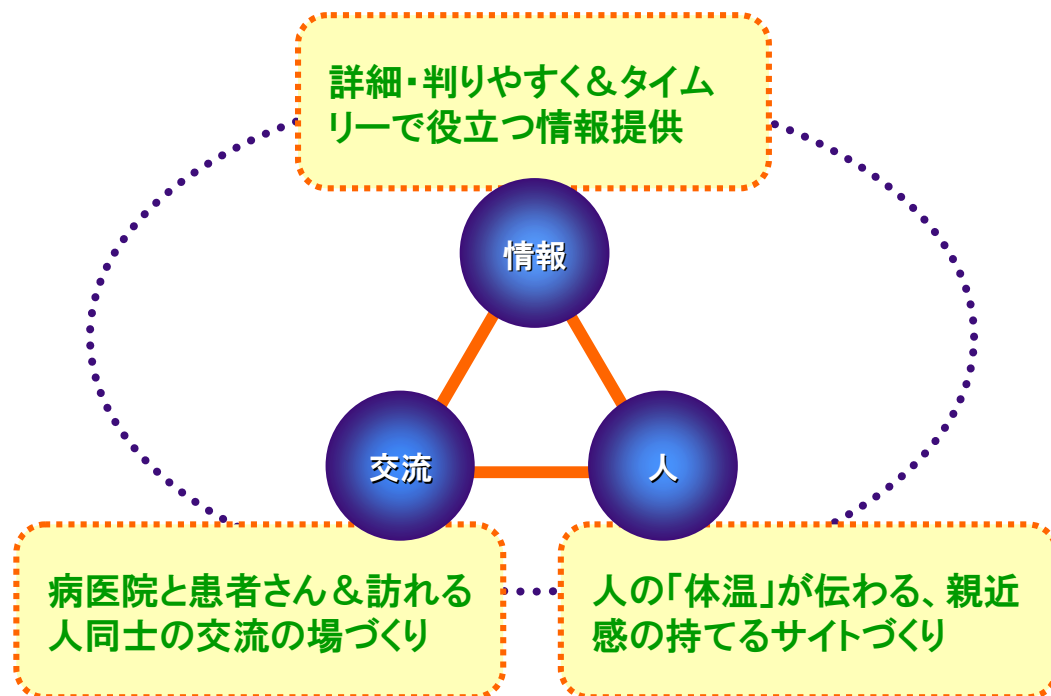 詳細・判りやすく＆タイム
リーで役立つ情報提供
情報
交流
人
病医院と患者さん＆訪れる
人同士の交流の場づくり
人の「体温」が伝わる、親近
感の持てるサイトづくり